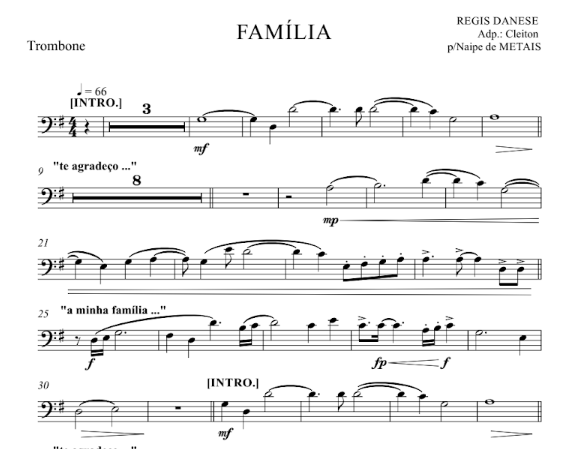 FAMÍLIA
REGIS DANESE
Adp.: Cleiton
p/Naipe de METAIS
Trombone
♩ = 66
[INTRO.]
3
mf
9
"te agradeço ..."
8
mp
21
25
"a minha família ..."
f
fp
f
30
[INTRO.]
mf